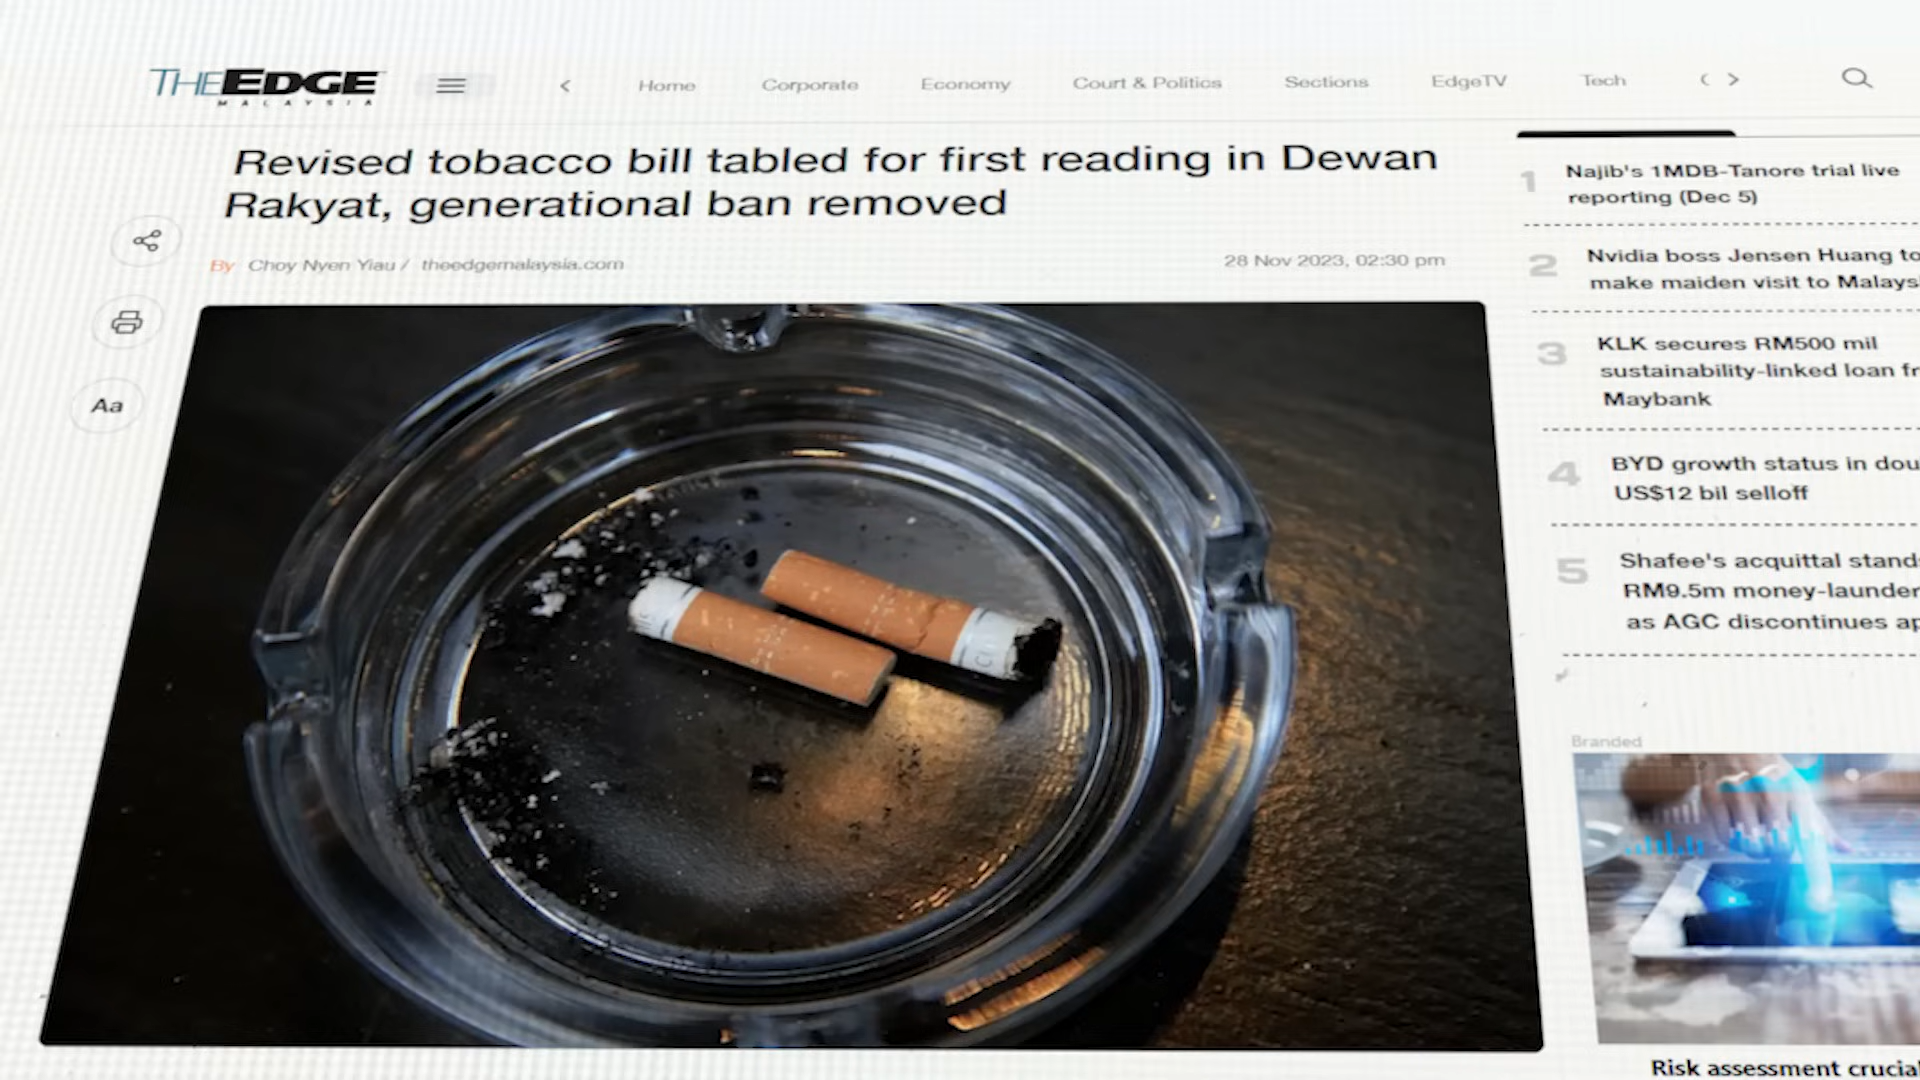 THE EDGE
MALAYSIA
Home Corporate Economy Court & Politics Sections EdgeTV Tech
Revised tobacco bill tabled for first reading in Dewan
Rakyat, generational ban removed
By Choy Nyen Yiau / theedgemalaysia.com
28 Nov 2023, 02:30 pm
Aa
1 Najib's 1MDB-Tanore trial live
reporting (Dec 5)
2 Nvidia boss Jensen Huang to
make maiden visit to Malays
3 KLK secures RM500 mil
sustainability-linked loan fr
Maybank
4 BYD growth status in dou
US$12 bil selloff
5 Shafee's acquittal stand
RM9.5m money-launder
as AGC discontinues ap
Branded
Risk assessment crucial